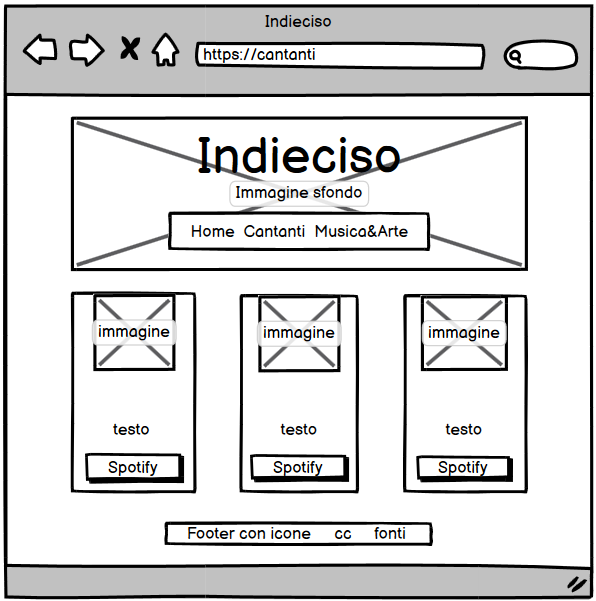 Indieciso
https://cantanti
Indieciso
Immagine sfondo
Home Cantanti Musica&Arte
immagine immagine immagine
testo testo testo
Spotify Spotify Spotify
Footer con icone cc fonti